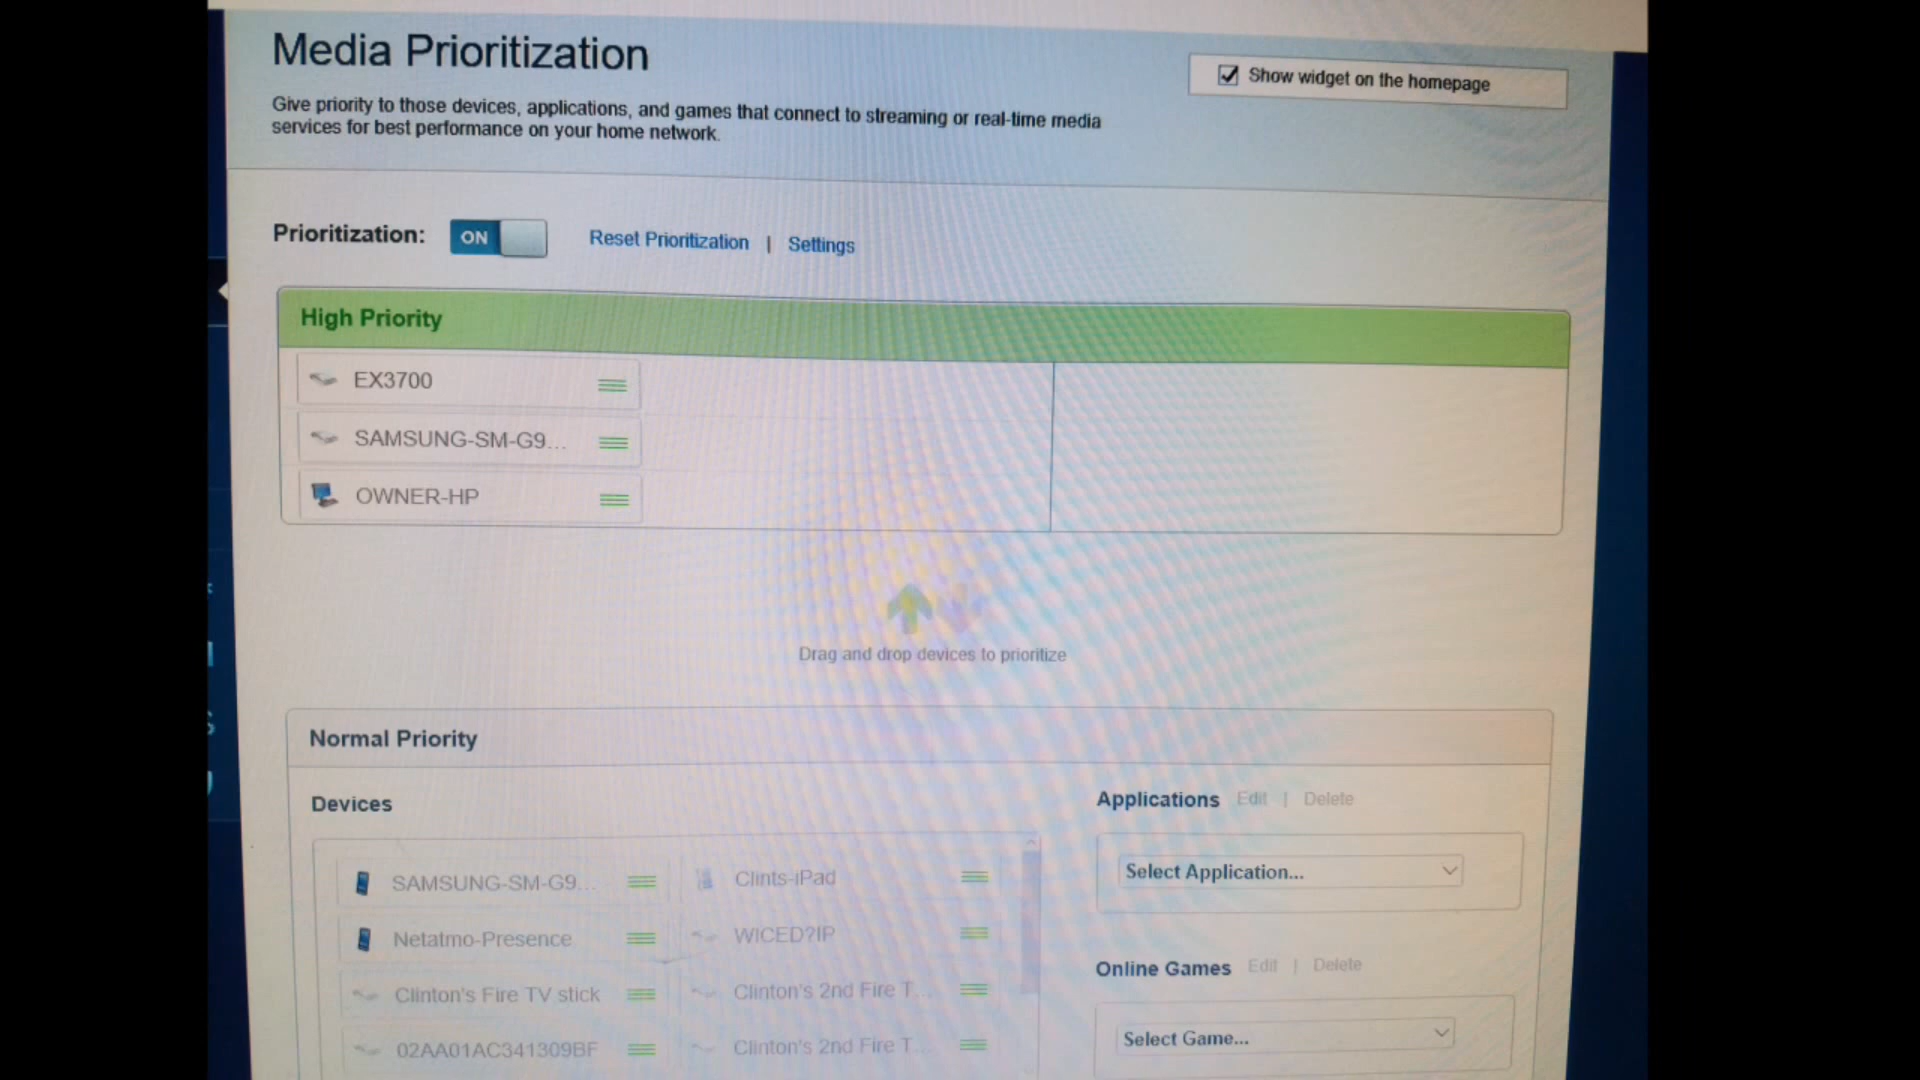 Media Prioritization
Show widget on the homepage
Give priority to those devices, applications, and games that connect to streaming or real-time media
services for best performance on your home network.
Prioritization: ON Reset Prioritization | Settings
High Priority
EX3700
SAMSUNG-SM-G9...
OWNER-HP
Drag and drop devices to prioritize
Normal Priority
Devices
SAMSUNG-SM-G9...
Clints-iPad
Netatmo-Presence
WICED?IP
Clinton's Fire TV stick
Clinton's 2nd Fire T...
02AA01AC341309BF
Clinton's 2nd Fire T...
Applications Edit | Delete
Select Application...
Online Games Edit | Delete
Select Game...